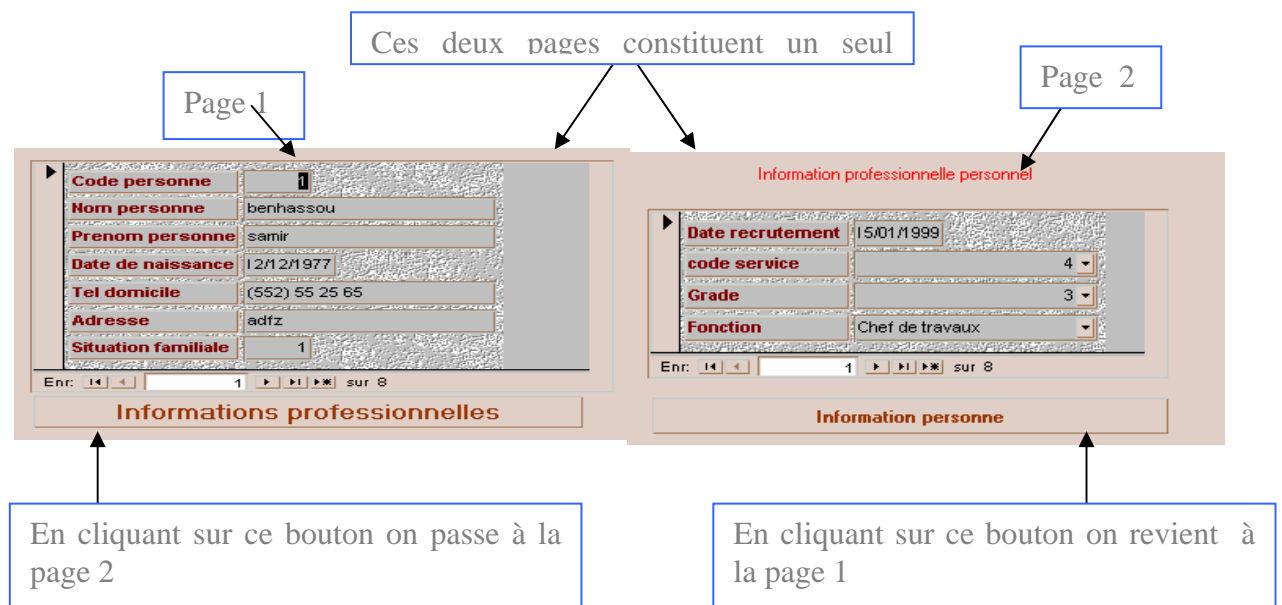 Ces deux pages constituent un seul
Page 1
Page 2
Code personne 1
Nom personne benhassou
Prenom personne samir
Date de naissance 12/12/1977
Tel domicile (552) 55 25 65
Adresse adfz
Situation familiale 1
Enr: 1 sur 8
Informations professionnelles
Information professionnelle personnel
Date recrutement 15/01/1999
code service 4
Grade 3
Fonction Chef de travaux
Enr: 1 sur 8
Information personne
En cliquant sur ce bouton on passe à la
page 2
En cliquant sur ce bouton on revient à
la page 1